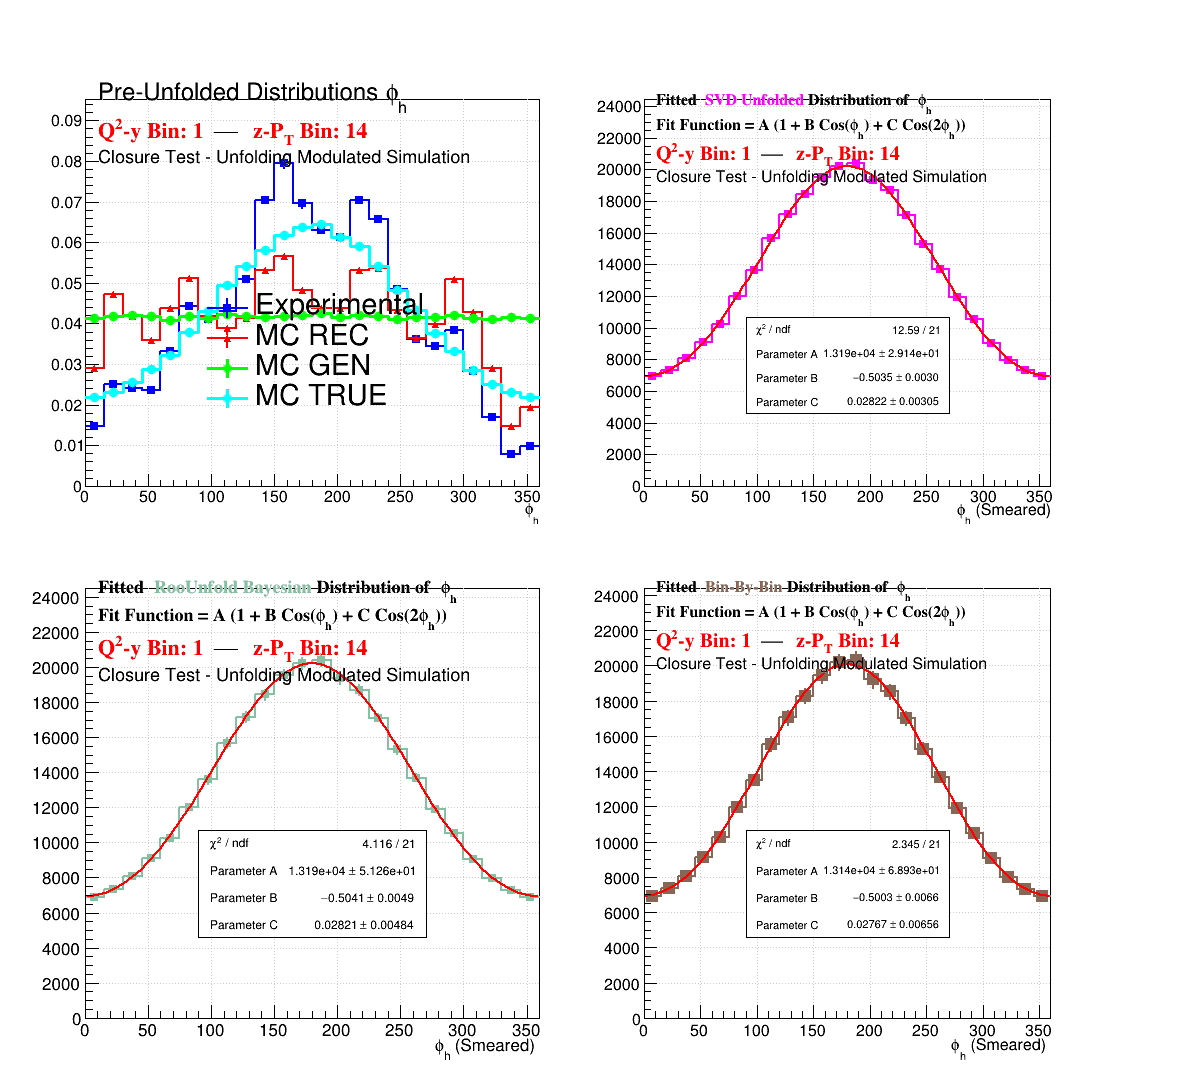 Pre-Unfolded Distributions ϕh
Q2-y Bin: 1 — z-PT Bin: 14
Closure Test - Unfolding Modulated Simulation
0.09
0.08
0.07
0.06
0.05
0.04
0.03
0.02
0.01
0
Experimental
MC REC
MC GEN
MC TRUE
0 50 100 150 200 250 300 350
ϕh
Fitted SVD Unfolded Distribution of ϕh
Fit Function = A (1 + B Cos(ϕh) + C Cos(2ϕh))
Q2-y Bin: 1 — z-PT Bin: 14
Closure Test - Unfolding Modulated Simulation
24000
22000
20000
18000
16000
14000
12000
10000
8000
6000
4000
2000
0
χ2 / ndf 12.59 / 21
Parameter A 1.319e+04 ± 2.914e+01
Parameter B −0.5035 ± 0.0030
Parameter C 0.02822 ± 0.00305
0 50 100 150 200 250 300 350
ϕh (Smeared)
Fitted RooUnfold Bayesian Distribution of ϕh
Fit Function = A (1 + B Cos(ϕh) + C Cos(2ϕh))
Q2-y Bin: 1 — z-PT Bin: 14
Closure Test - Unfolding Modulated Simulation
24000
22000
20000
18000
16000
14000
12000
10000
8000
6000
4000
2000
0
χ2 / ndf 4.116 / 21
Parameter A 1.319e+04 ± 5.126e+01
Parameter B −0.5041 ± 0.0049
Parameter C 0.02821 ± 0.00484
0 50 100 150 200 250 300 350
ϕh (Smeared)
Fitted Bin-By-Bin Distribution of ϕh
Fit Function = A (1 + B Cos(ϕh) + C Cos(2ϕh))
Q2-y Bin: 1 — z-PT Bin: 14
Closure Test - Unfolding Modulated Simulation
24000
22000
20000
18000
16000
14000
12000
10000
8000
6000
4000
2000
0
χ2 / ndf 2.345 / 21
Parameter A 1.314e+04 ± 6.893e+01
Parameter B −0.5003 ± 0.0066
Parameter C 0.02767 ± 0.00656
0 50 100 150 200 250 300 350
ϕh (Smeared)